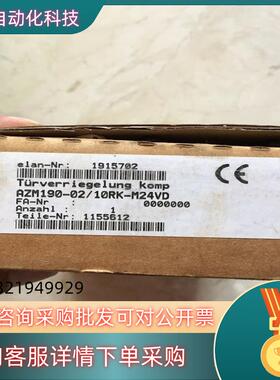 自动化科技
elan-Nr: 1915702
Türverriegelung komp
AZM190-02/10RK-M24VD
FA-Nr : 0000000
Anzahl : 1
Teile-Nr: 1155612
CE
821949929
咨询采购批发可对公开票
客服详情下单采购